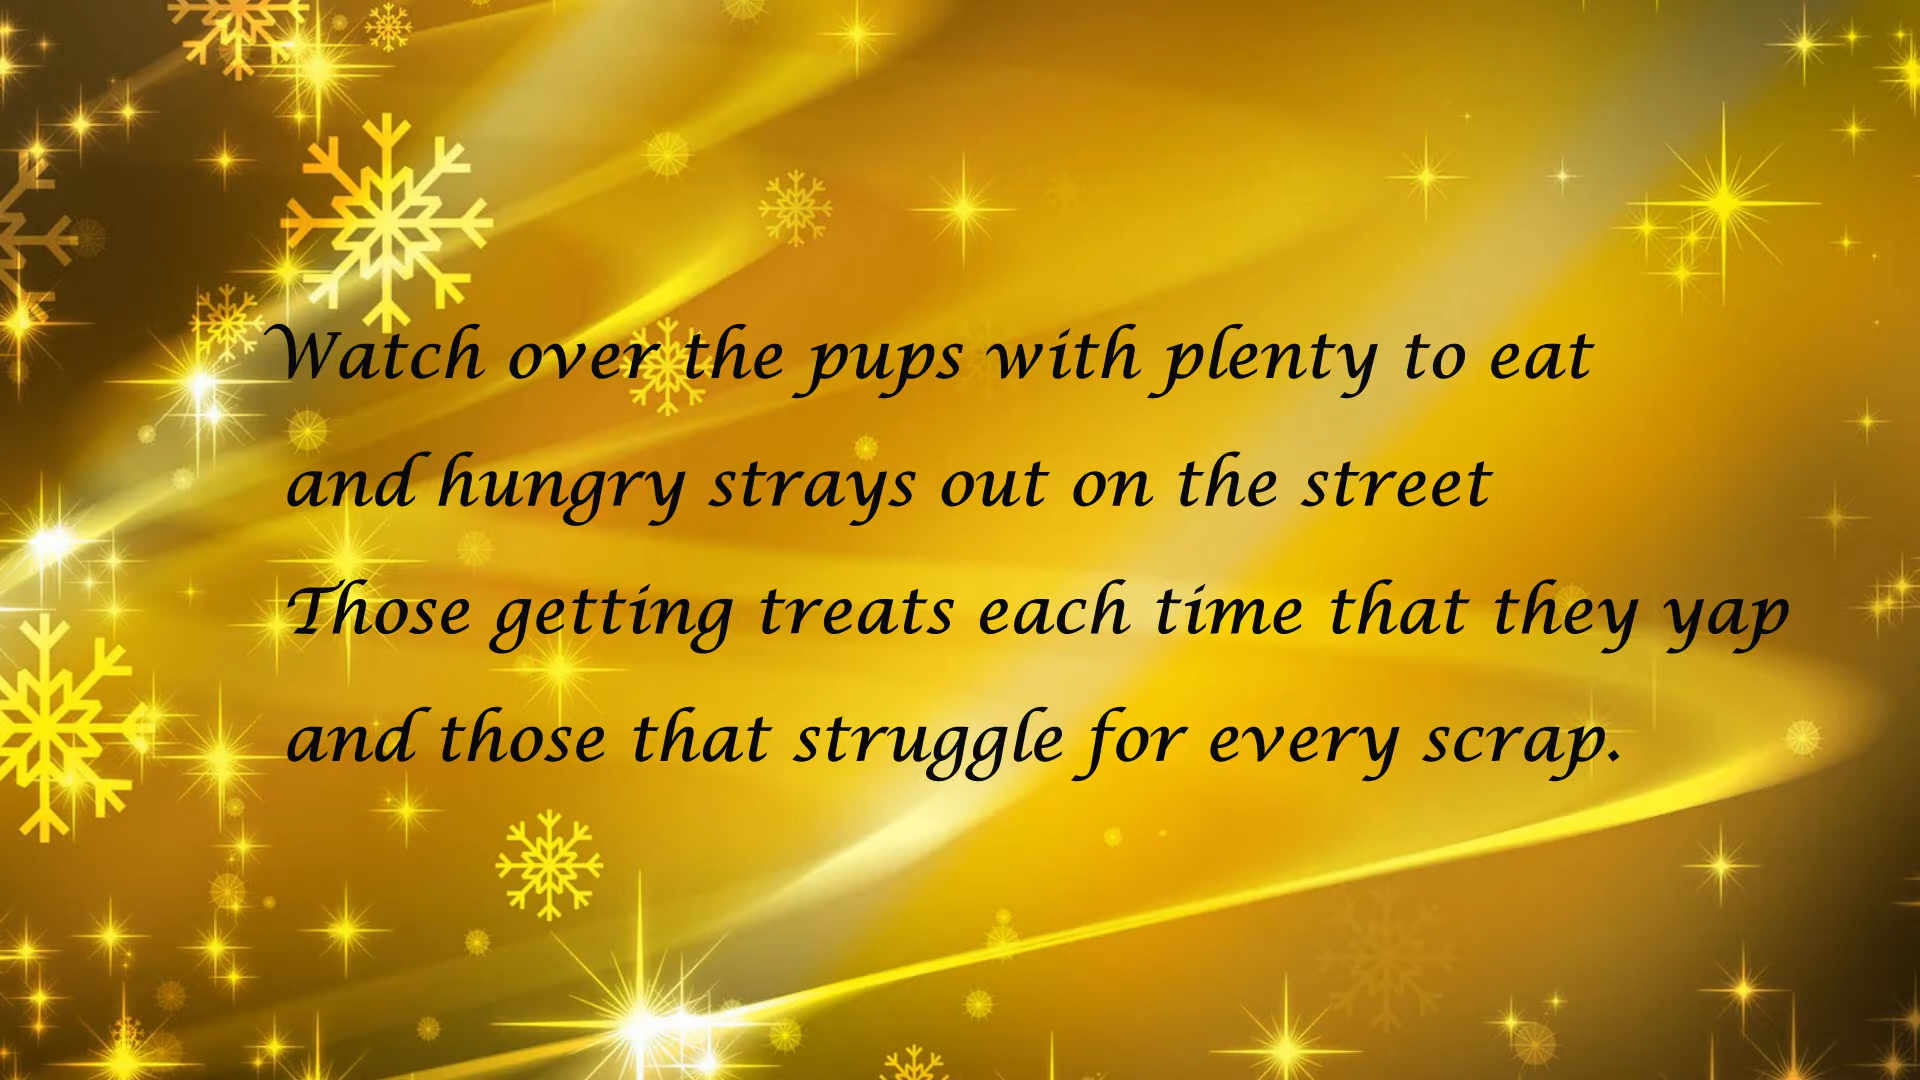 Watch over the pups with plenty to eat
and hungry strays out on the street
Those getting treats each time that they yap
and those that struggle for every scrap.